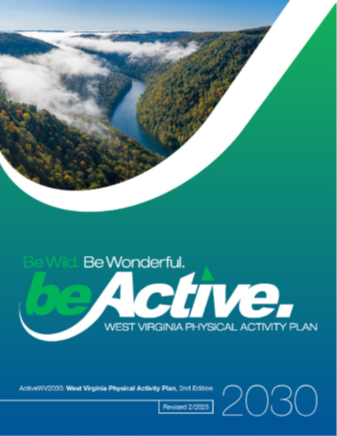 Be Wild. Be Wonderful.
beActive.
WEST VIRGINIA PHYSICAL ACTIVITY PLAN
ActiveWV2030: West Virginia Physical Activity Plan, 2nd Edition
Revised 2/2025
2030